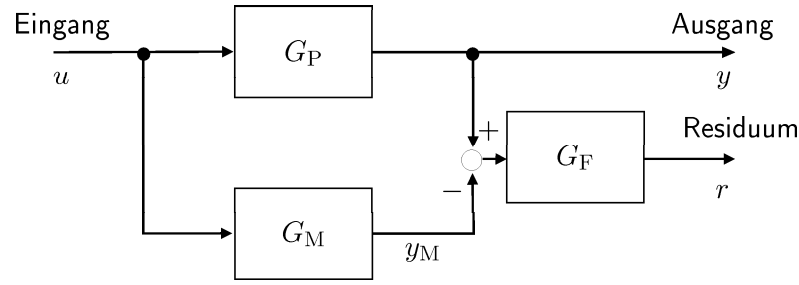 Eingang
u
G_P
Ausgang
y
+
−
G_F
Residuum
r
G_M
y_M